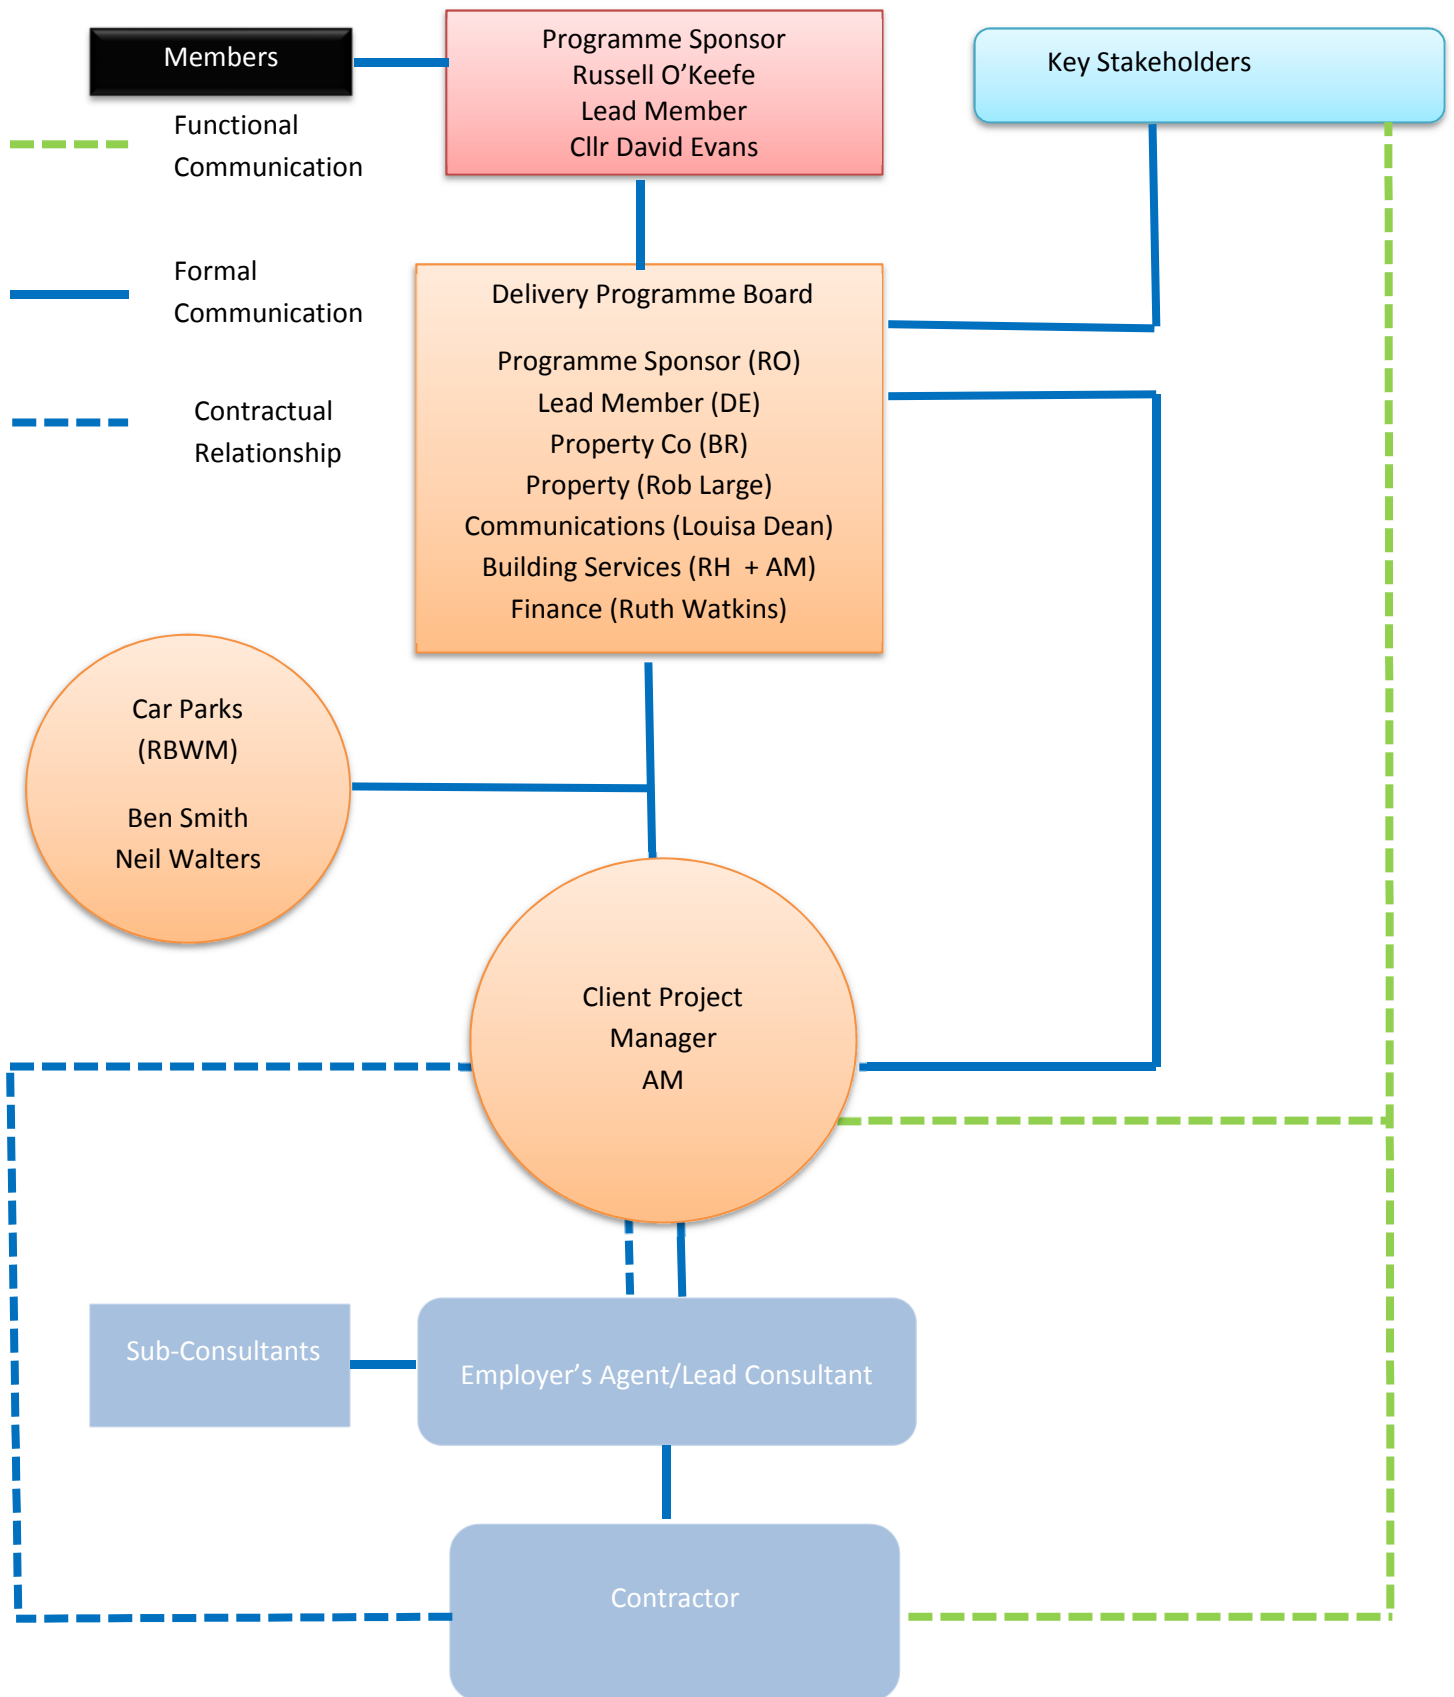 Members
Programme Sponsor
Russell O’Keefe
Lead Member
Cllr David Evans
Key Stakeholders
Functional
Communication
Formal
Communication
Contractual
Relationship
Delivery Programme Board
Programme Sponsor (RO)
Lead Member (DE)
Property Co (BR)
Property (Rob Large)
Communications (Louisa Dean)
Building Services (RH + AM)
Finance (Ruth Watkins)
Car Parks
(RBWM)
Ben Smith
Neil Walters
Client Project
Manager
AM
Sub-Consultants
Employer’s Agent/Lead Consultant
Contractor